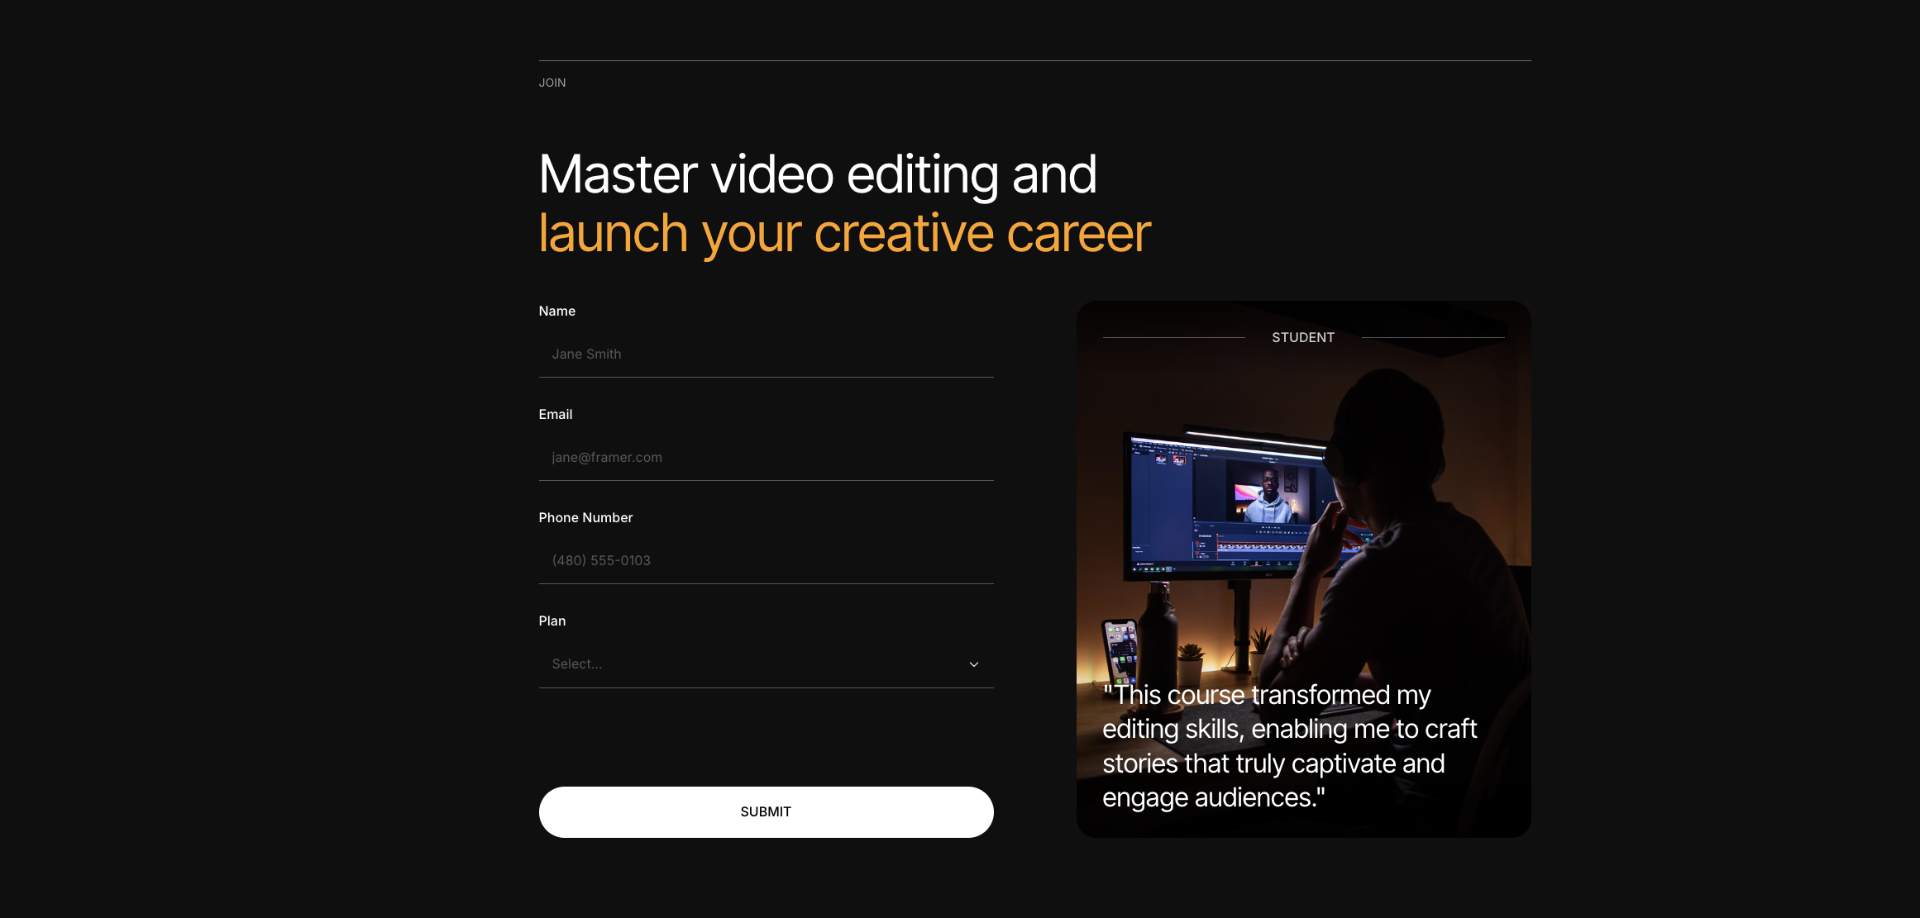 JOIN
Master video editing and
launch your creative career
Name
Jane Smith
Email
jane@framer.com
Phone Number
(480) 555-0103
Plan
Select...
SUBMIT
STUDENT
"This course transformed my
editing skills, enabling me to craft
stories that truly captivate and
engage audiences."